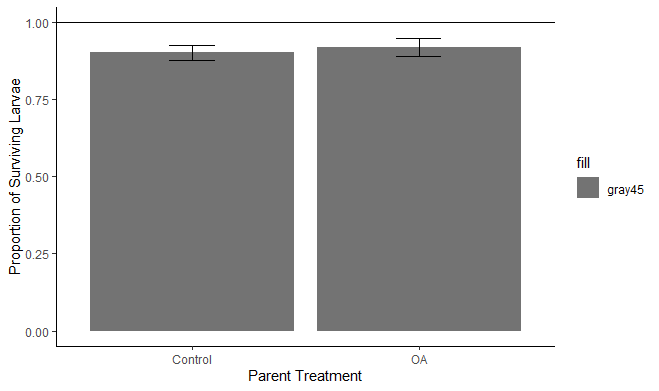 Proportion of Surviving Larvae
1.00
0.75
0.50
0.25
0.00
Control
OA
Parent Treatment
fill
gray45